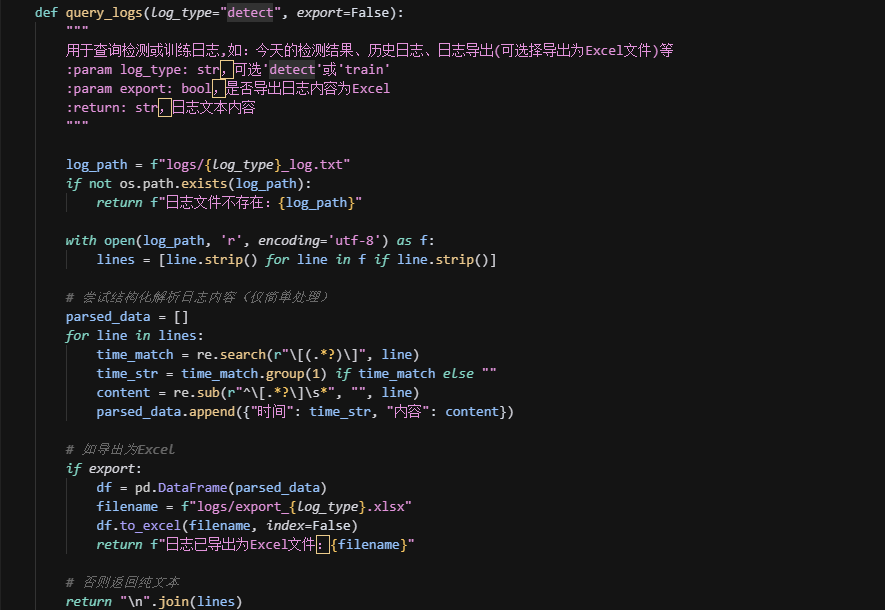 def query_logs(log_type="detect", export=False):
"""
用于查询检测或训练日志,如：今天的检测结果、历史日志、日志导出(可选择导出为Excel文件)等
:param log_type: str，可选'detect'或'train'
:param export: bool，是否导出日志内容为Excel
:return: str，日志文本内容
"""
log_path = f"logs/{log_type}_log.txt"
if not os.path.exists(log_path):
return f"日志文件不存在：{log_path}"
with open(log_path, 'r', encoding='utf-8') as f:
lines = [line.strip() for line in f if line.strip()]
# 尝试结构化解析日志内容（仅简单处理）
parsed_data = []
for line in lines:
time_match = re.search(r"\[(.*?)\]", line)
time_str = time_match.group(1) if time_match else ""
content = re.sub(r"^\[.*?\]\s*", "", line)
parsed_data.append({"时间": time_str, "内容": content})
# 如导出为Excel
if export:
df = pd.DataFrame(parsed_data)
filename = f"logs/export_{log_type}.xlsx"
df.to_excel(filename, index=False)
return f"日志已导出为Excel文件：{filename}"
# 否则返回纯文本
return "\n".join(lines)